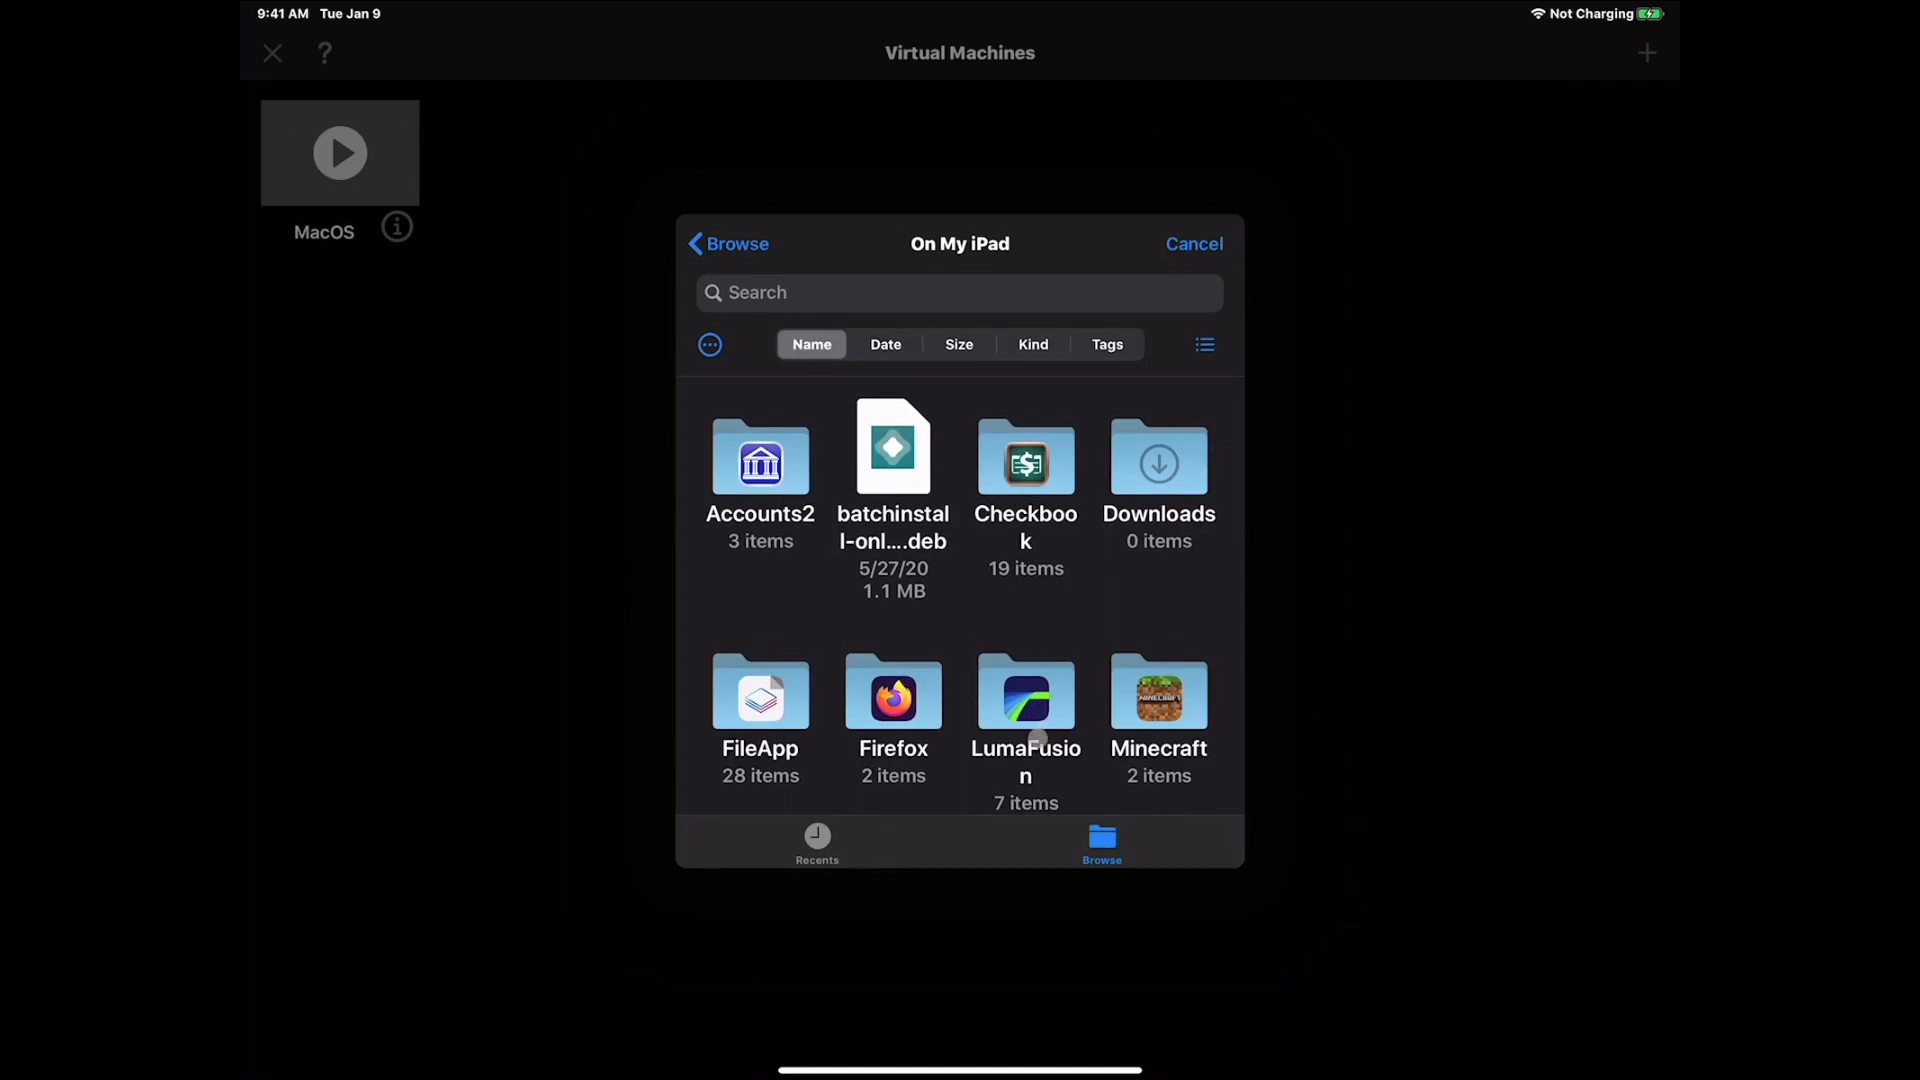 9:41 AM Tue Jan 9
Not Charging
?
Virtual Machines
MacOS
Browse
On My iPad
Cancel
Search
Name Date Size Kind Tags
Accounts2
3 items
batchinstal
l-onl....deb
5/27/20
1.1 MB
Checkboo
k
19 items
Downloads
0 items
FileApp
28 items
Firefox
2 items
LumaFusio
n
7 items
MINECRAFT
Minecraft
2 items
Recents
Browse